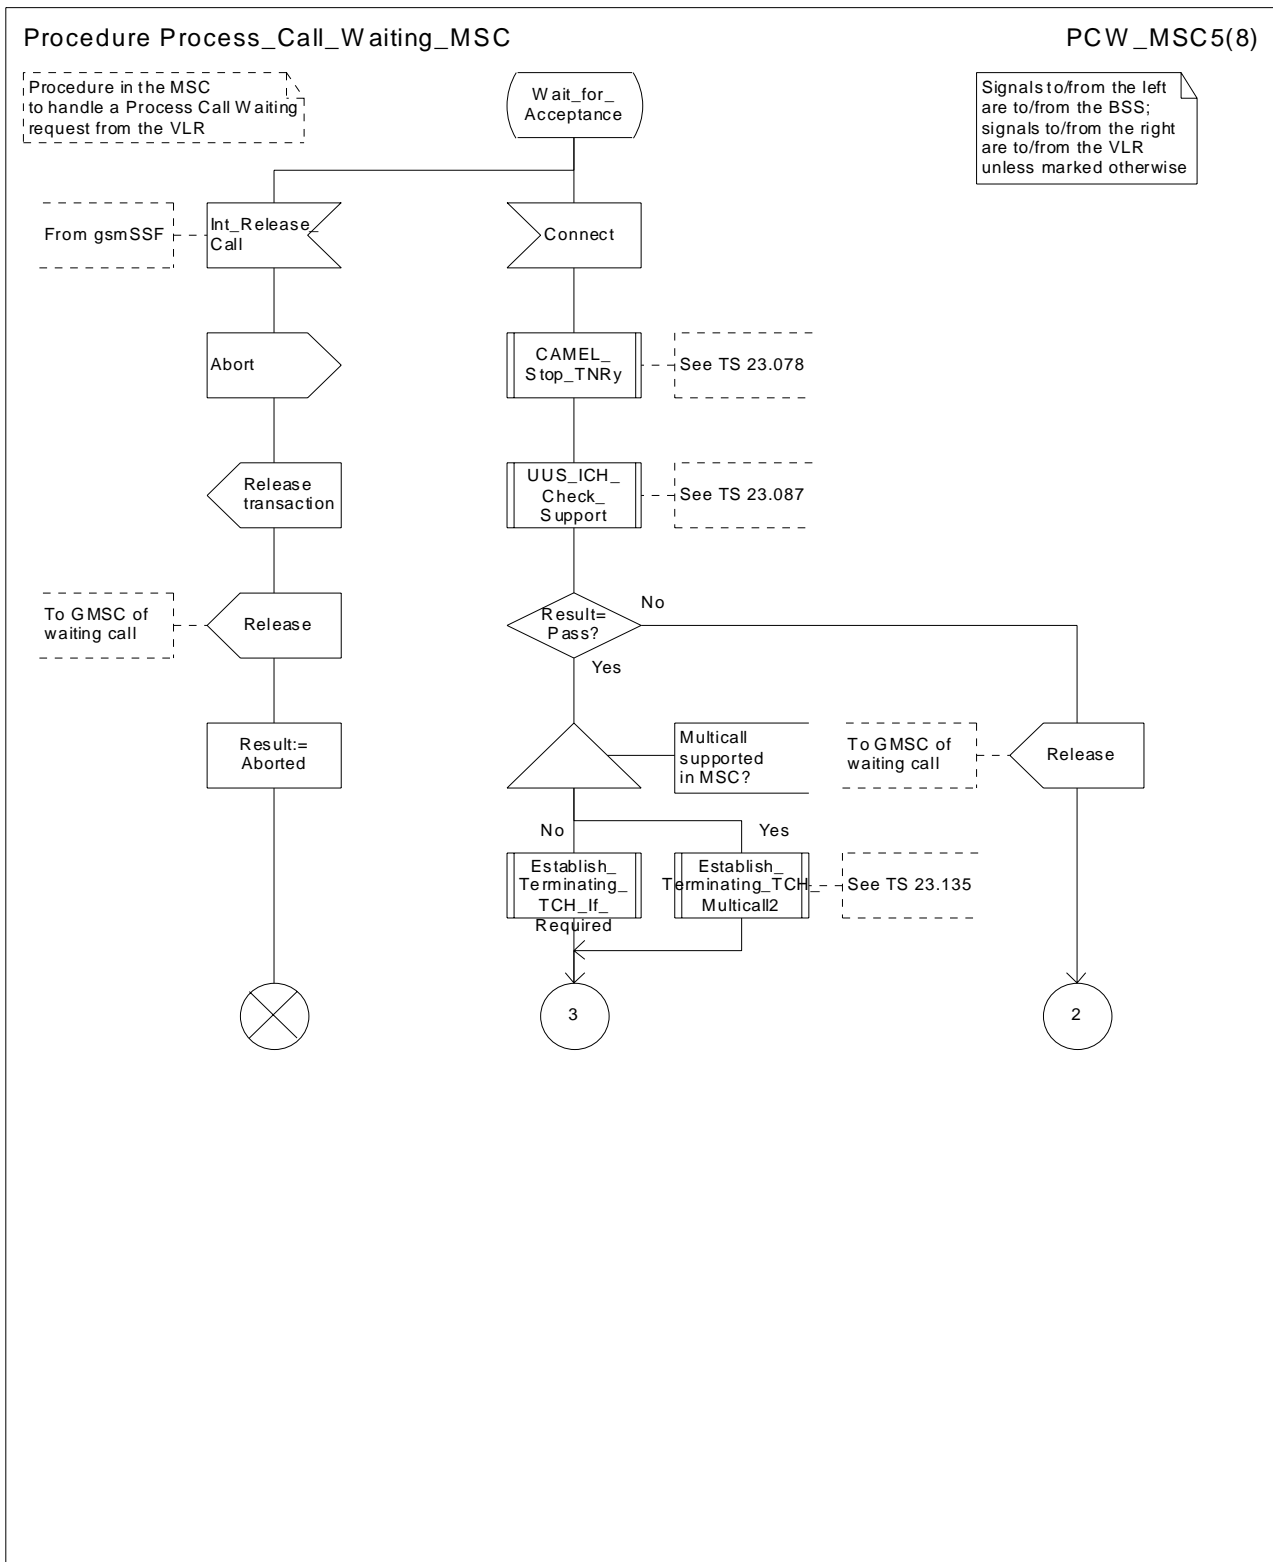 Procedure Process_Call_Waiting_MSC
PCW_MSC5(8)
Procedure in the MSC
to handle a Process Call Waiting
request from the VLR
Wait_for_
Acceptance
Signals to/from the left
are to/from the BSS;
signals to/from the right
are to/from the VLR
unless marked otherwise
From gsmSSF
Int_Release_
Call
Connect
Abort
CAMEL_
Stop_TNRy
See TS 23.078
Release
transaction
UUS_ICH_
Check_
Support
See TS 23.087
To GMSC of
waiting call
Release
Result=
Pass?
No
Yes
Result:=
Aborted
Multicall
supported
in MSC?
To GMSC of
waiting call
Release
No
Yes
Establish_
Terminating_
TCH_If_
Required
Establish_
Terminating_TCH_
Multicall2
See TS 23.135
3
2